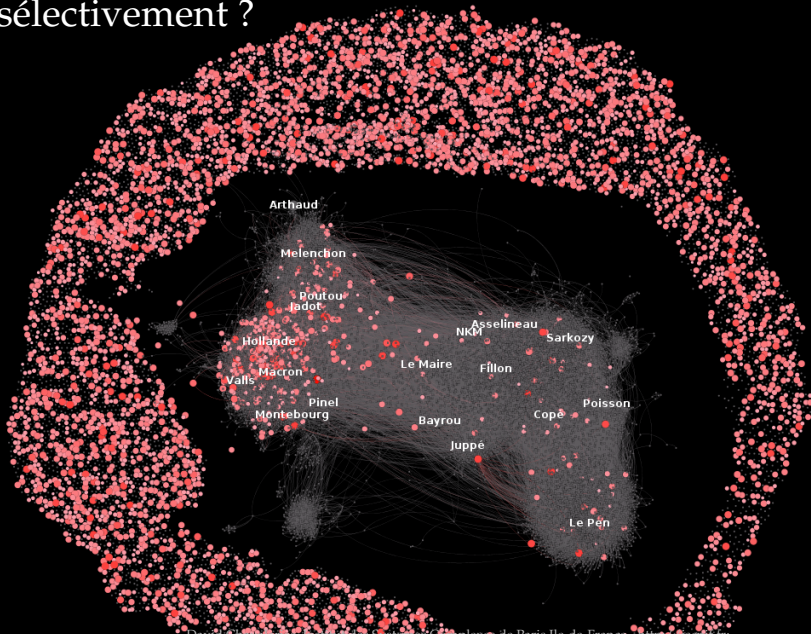 sélectivement ?
Arthaud
Melenchon
Poutou
Jadot
Asselineau
NKM
Sarkozy
Hollande
Le Maire
Fillon
Macron
Valls
Pinel
Poisson
Montebourg
Copé
Bayrou
Juppé
Le Pen